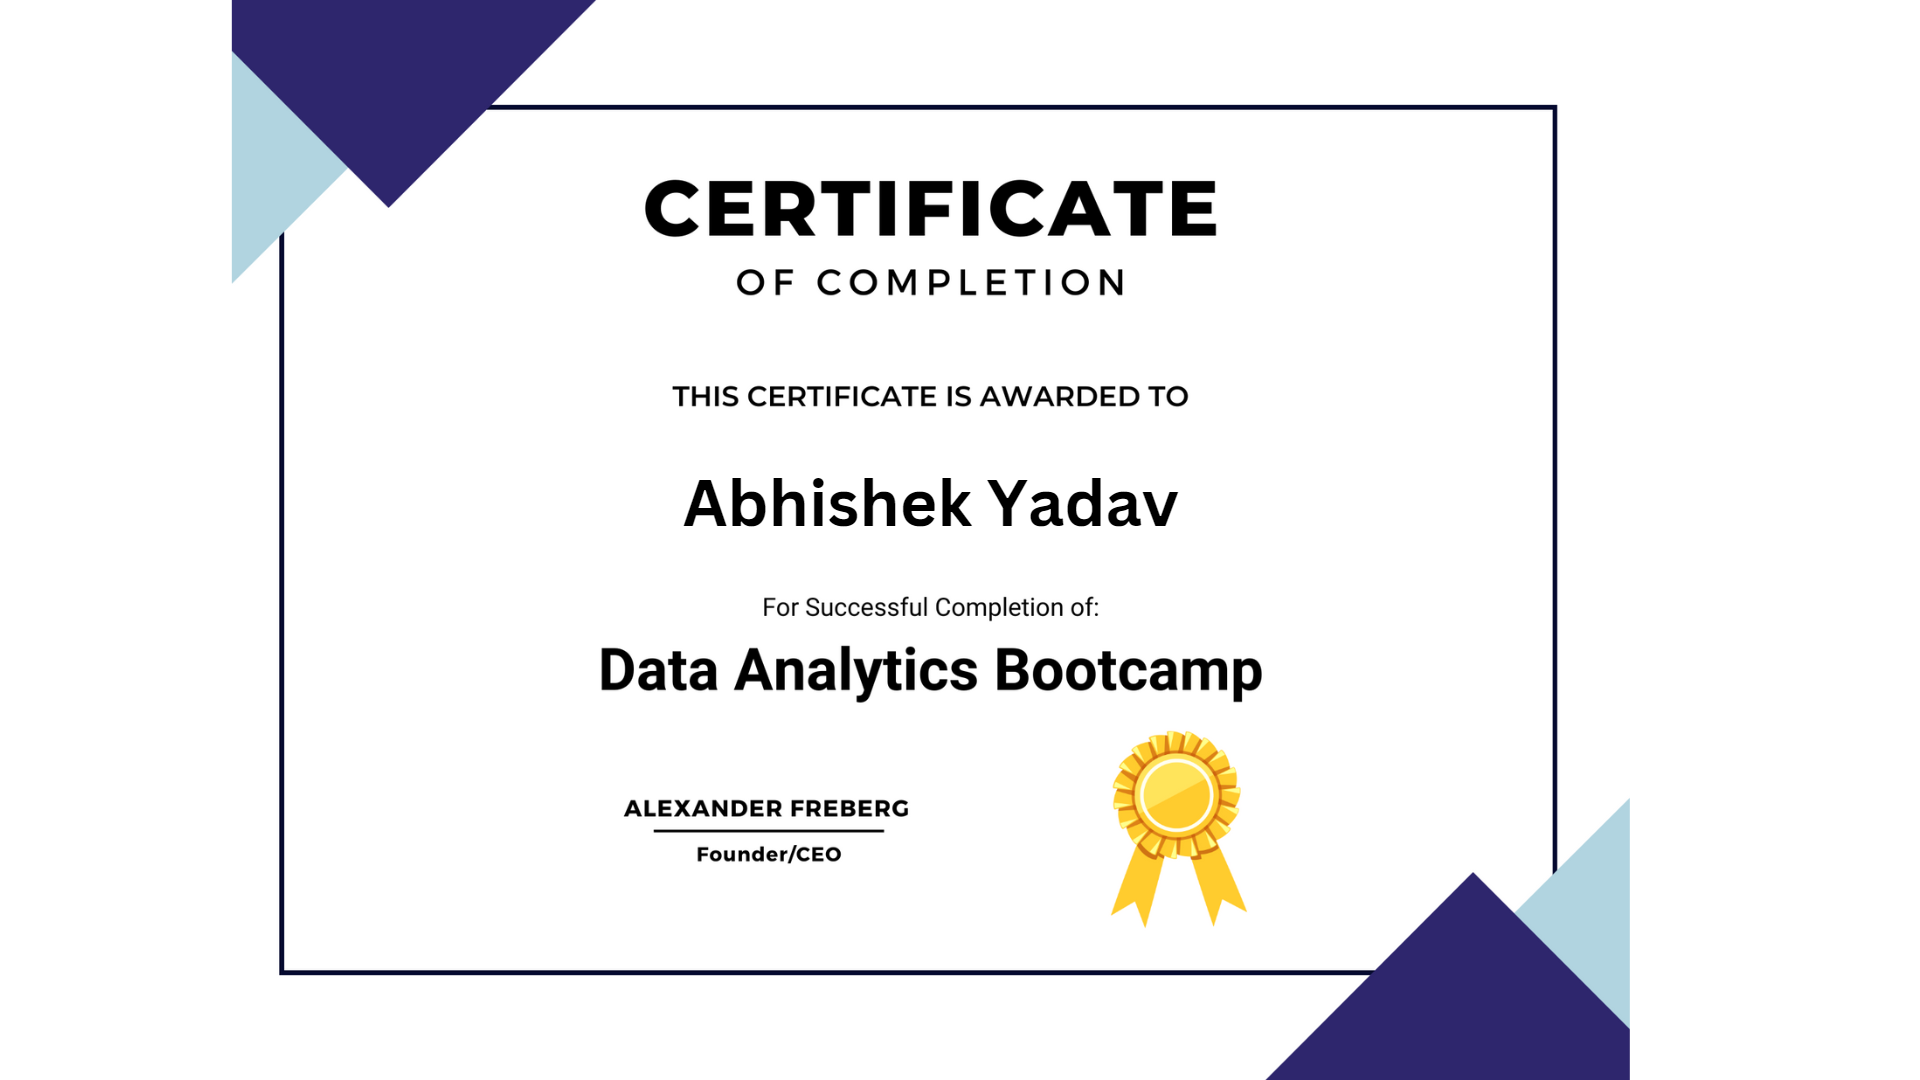 CERTIFICATE
OF COMPLETION
THIS CERTIFICATE IS AWARDED TO
Abhishek Yadav
For Successful Completion of:
Data Analytics Bootcamp
ALEXANDER FREBERG
Founder/CEO